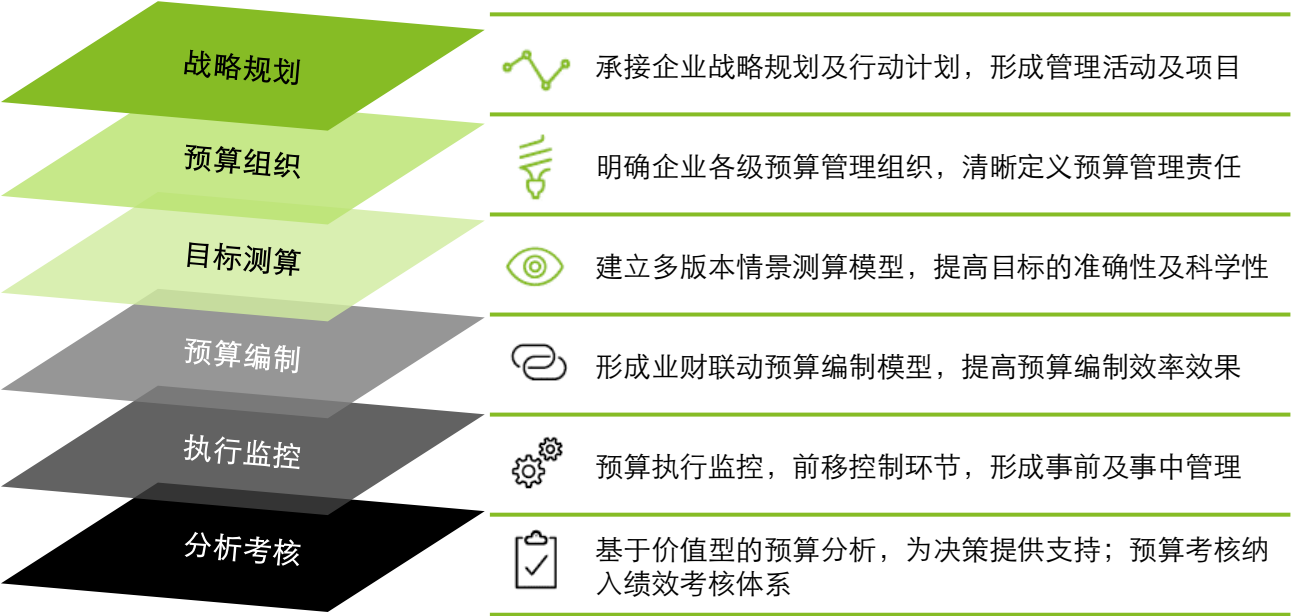 战略规划
承接企业战略规划及行动计划，形成管理活动及项目
预算组织
明确企业各级预算管理组织，清晰定义预算管理责任
目标测算
建立多版本情景测算模型，提高目标的准确性及科学性
预算编制
形成业财联动预算编制模型，提高预算编制效率效果
执行监控
预算执行监控，前移控制环节，形成事前及事中管理
分析考核
基于价值型的预算分析，为决策提供支持；预算考核纳
入绩效考核体系